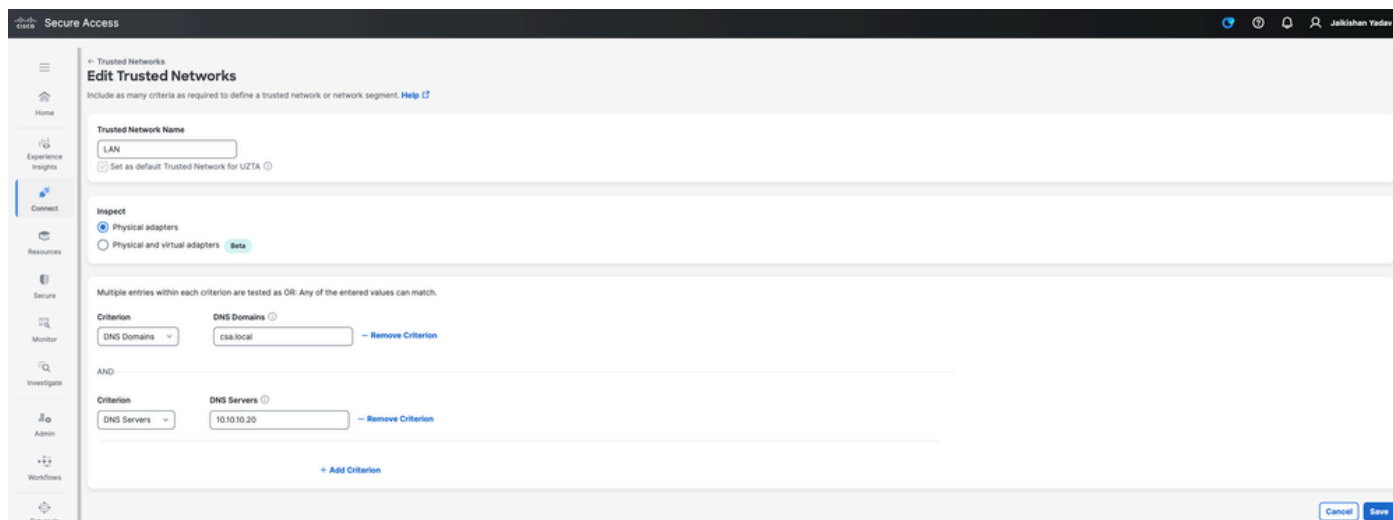 cisco Secure Access
Jaikishan Yadav
← Trusted Networks
Edit Trusted Networks
Include as many criteria as required to define a trusted network or network segment. Help
Home
Experience Insights
Connect
Resources
Secure
Monitor
Investigate
Admin
Workflows
Trusted Network Name
LAN
Set as default Trusted Network for UZTA
Inspect
Physical adapters
Physical and virtual adapters Beta
Multiple entries within each criterion are tested as OR: Any of the entered values can match.
Criterion DNS Domains
DNS Domains csa.local — Remove Criterion
AND
Criterion DNS Servers
DNS Servers 10.10.10.20 — Remove Criterion
+ Add Criterion
Cancel Save